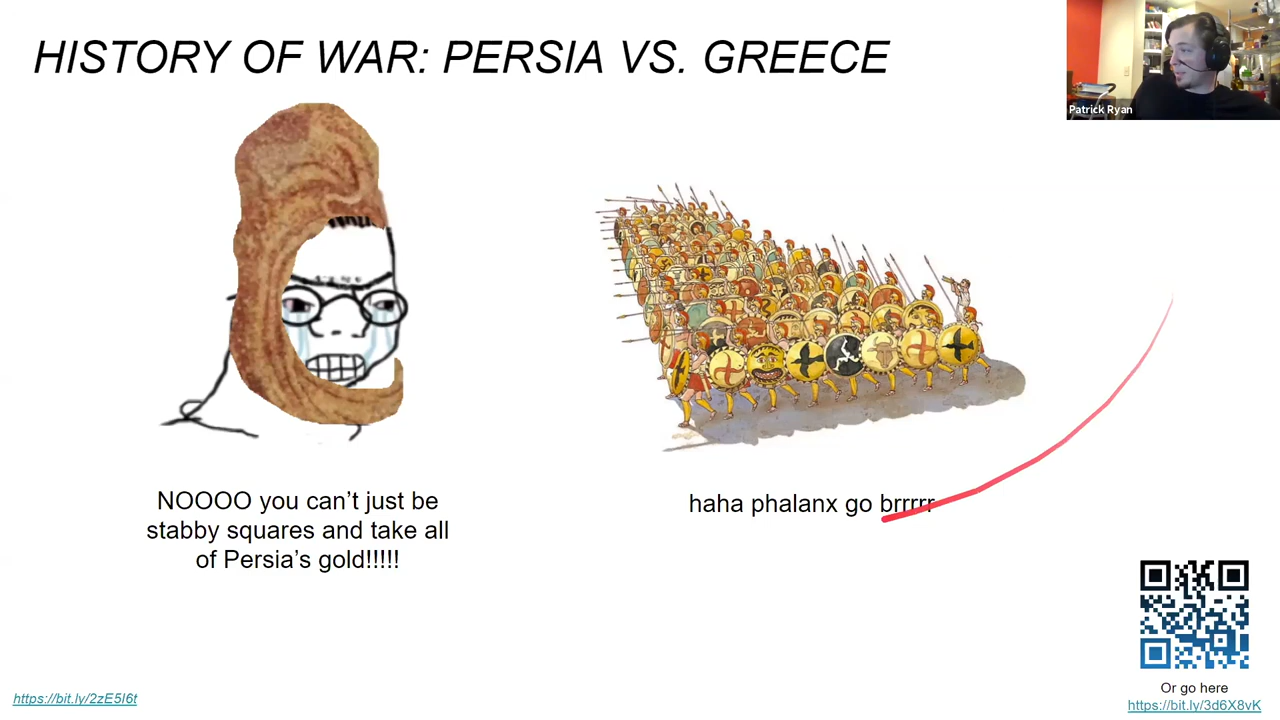 HISTORY OF WAR: PERSIA VS. GREECE
Patrick Ryan
NOOOO you can’t just be
stabby squares and take all
of Persia’s gold!!!!!
haha phalanx go brrrrr
Or go here
https://bit.ly/3d6X8vK
https://bit.ly/2zE5l6t